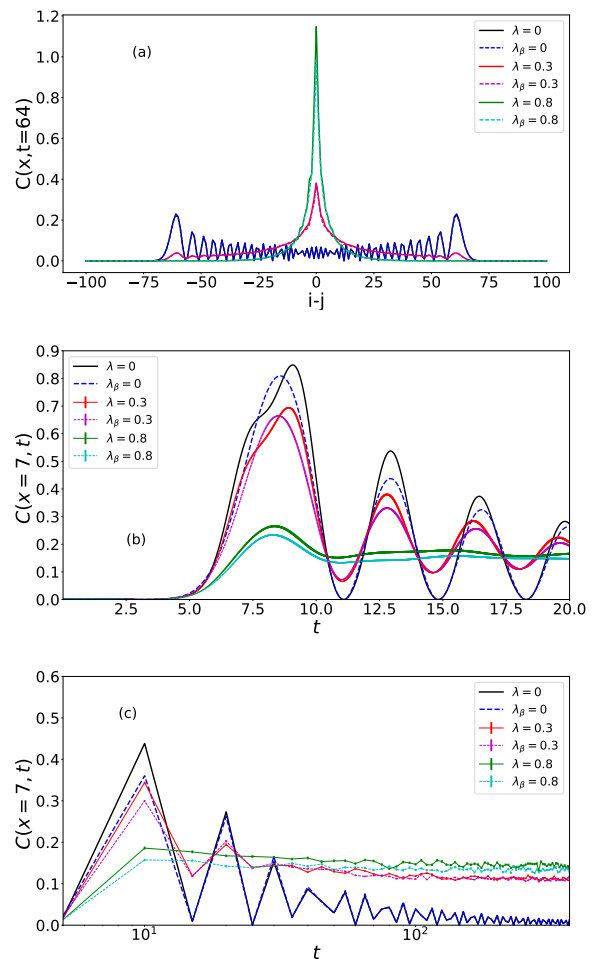 (a)
C(x,t=64)
1.2
1.0
0.8
0.6
0.4
0.2
0.0
−100 −75 −50 −25 0 25 50 75 100
i-j
λ = 0
λβ = 0
λ = 0.3
λβ = 0.3
λ = 0.8
λβ = 0.8
(b)
C(x = 7, t)
0.9
0.8
0.7
0.6
0.5
0.4
0.3
0.2
0.1
0.0
2.5 5.0 7.5 10.0 12.5 15.0 17.5 20.0
t
λ = 0
λβ = 0
λ = 0.3
λβ = 0.3
λ = 0.8
λβ = 0.8
(c)
C(x = 7, t)
0.6
0.5
0.4
0.3
0.2
0.1
0.0
10¹ 10²
t
λ = 0
λβ = 0
λ = 0.3
λβ = 0.3
λ = 0.8
λβ = 0.8